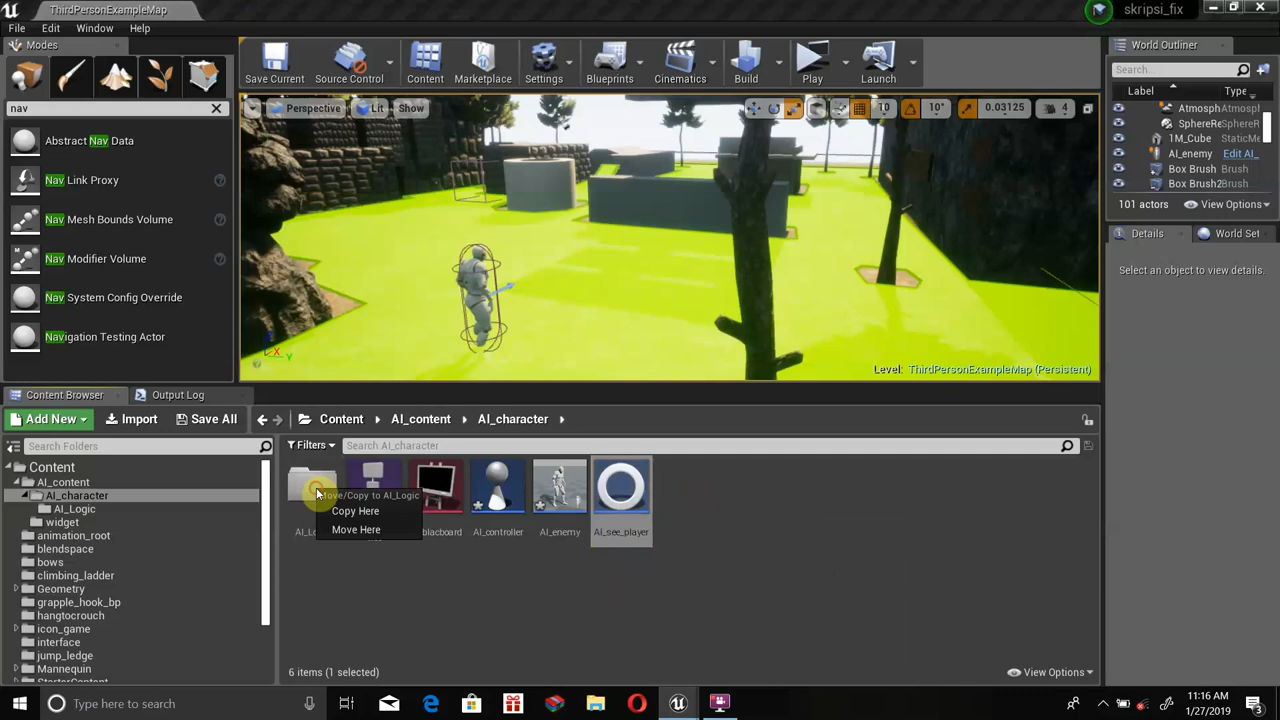 ThirdPersonExampleMap
skripsi_fix
File Edit Window Help
Modes
nav
Abstract Nav Data
Nav Link Proxy
Nav Mesh Bounds Volume
Nav Modifier Volume
Nav System Config Override
Navigation Testing Actor
Save Current Source Control Content Marketplace Settings Blueprints Cinematics Build Play Launch
Perspective Lit Show
10 10° 0.03125 4
X Y
Level: ThirdPersonExampleMap (Persistent)
World Outliner
Search...
Label Type
Atmosph Atmospl
SphereRe SphereRe
1M_Cube StaticMe
AI_enemy Edit AI_
Box Brush Brush
Box Brush2 Brush
101 actors View Options
Details World Set
Select an object to view details.
Content Browser Output Log
Add New Import Save All Content AI_content AI_character
Search Folders
Filters Search AI_character
Content
AI_content
AI_character
AI_Logic
widget
animation_root
blendspace
bows
climbing_ladder
Geometry
grapple_hook_bp
hangtocrouch
icon_game
interface
jump_ledge
Mannequin
StarterContent
Move/Copy to AI_Logic
Copy Here
Move Here
AI_controller AI_enemy AI_see_player
6 items (1 selected) View Options
Type here to search
11:16 AM
1/27/2019
3